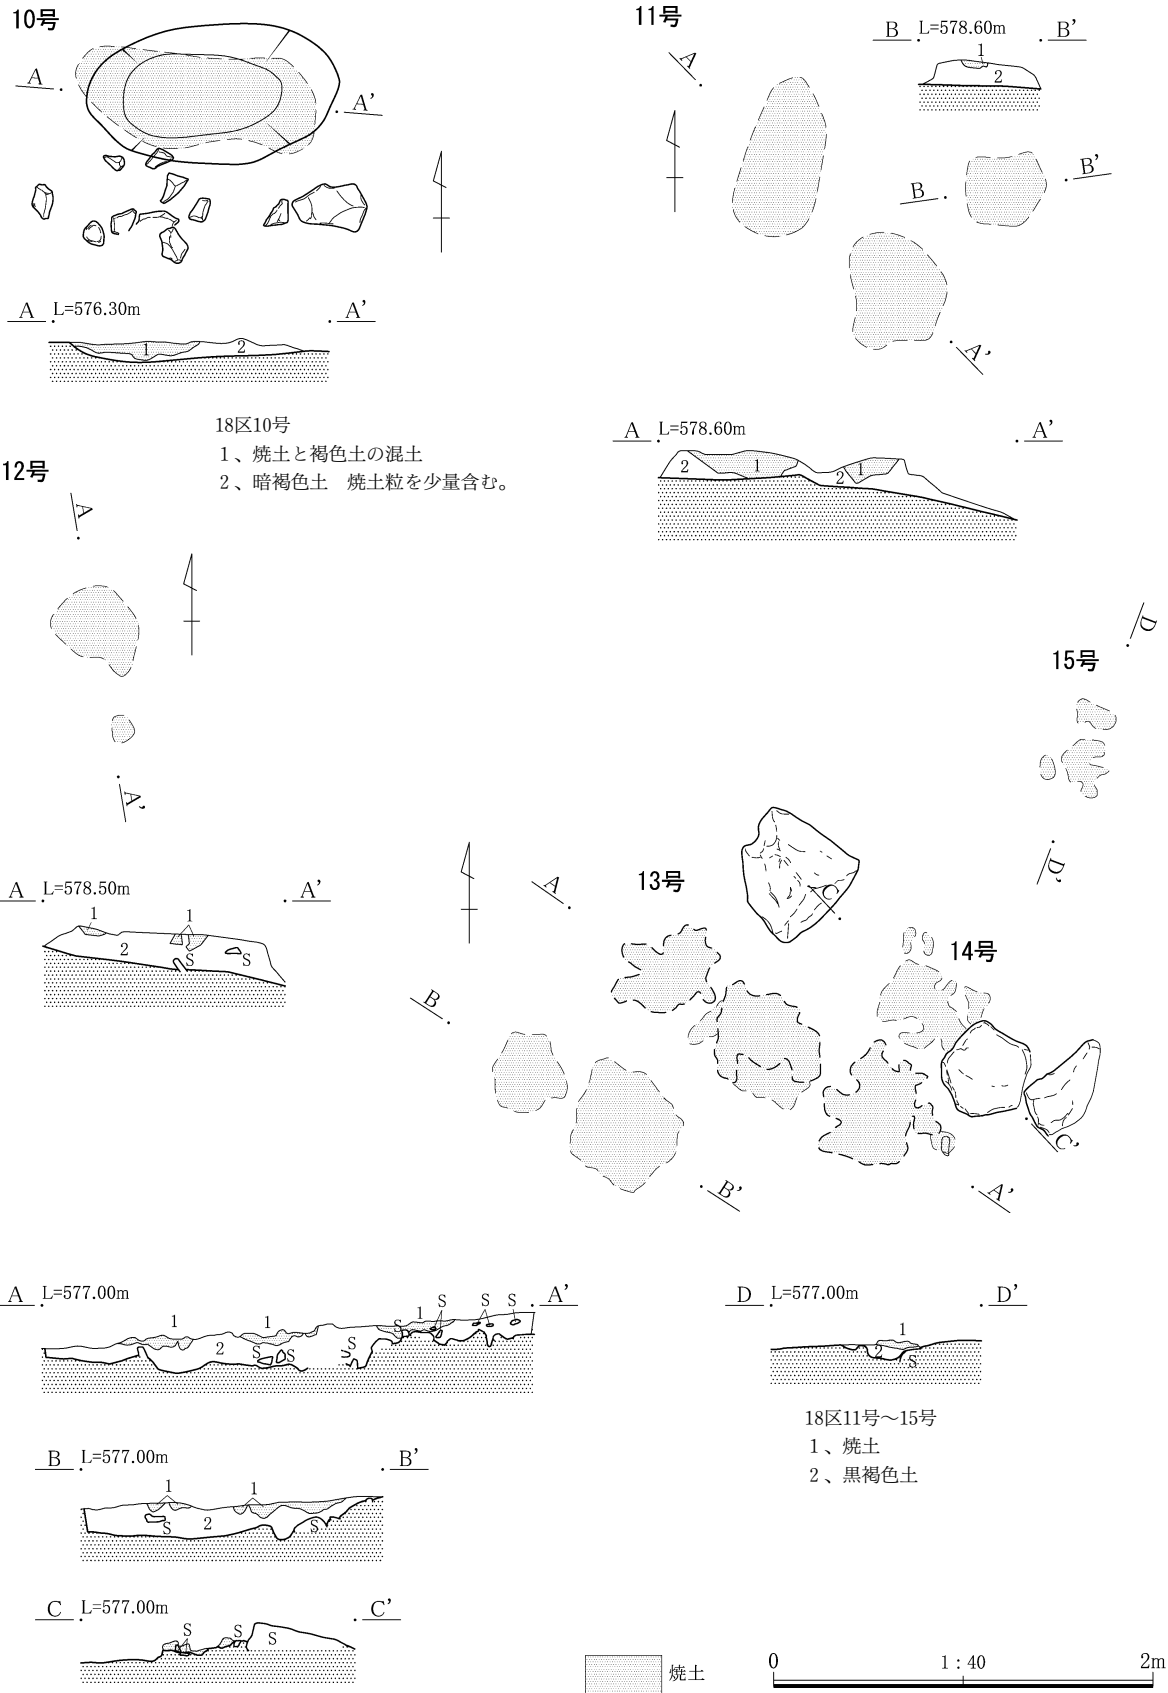 10号
A
A'
A L=576.30m A'
1
2
18区10号
1、焼土と褐色土の混土
2、暗褐色土　焼土粒を少量含む。
11号
A
B L=578.60m B'
1
2
B
B'
A'
A L=578.60m A'
2
1
2
1
12号
A
A'
A L=578.50m A'
1
1
2
S
S
15号
D
D'
13号
A
C
14号
B
C'
B'
A'
A L=577.00m A'
1
1
2
S
S
S
S
1
S
S
S
B L=577.00m B'
1
1
S
2
S
C L=577.00m C'
S
S
S
D L=577.00m D'
1
2
S
18区11号～15号
1、焼土
2、黒褐色土
焼土
0
1：40
2m